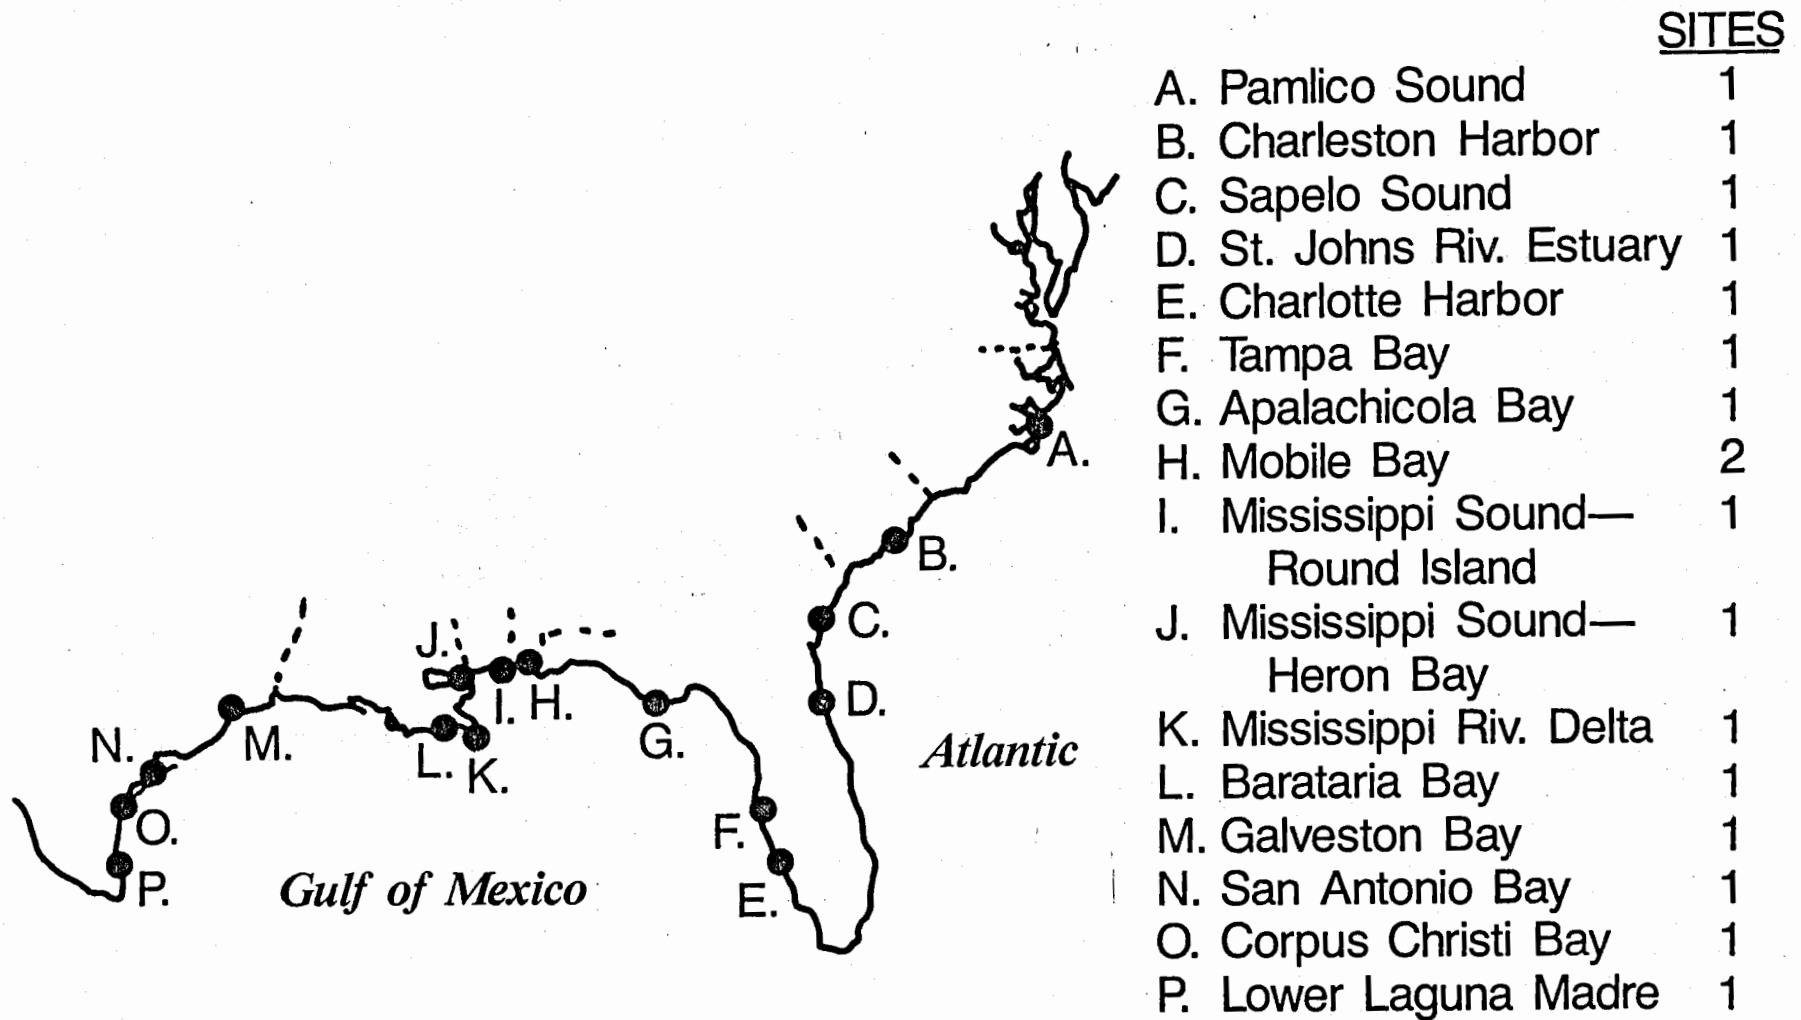 SITES
A. Pamlico Sound 1
B. Charleston Harbor 1
C. Sapelo Sound 1
D. St. Johns Riv. Estuary 1
E. Charlotte Harbor 1
F. Tampa Bay 1
G. Apalachicola Bay 1
H. Mobile Bay 2
I. Mississippi Sound— 1
Round Island
J. Mississippi Sound— 1
Heron Bay
K. Mississippi Riv. Delta 1
L. Barataria Bay 1
M. Galveston Bay 1
N. San Antonio Bay 1
O. Corpus Christi Bay 1
P. Lower Laguna Madre 1
A.
B.
C.
J.
I. H.
D.
N. M. G.
L. K.
Atlantic
O. F.
P. E.
Gulf of Mexico